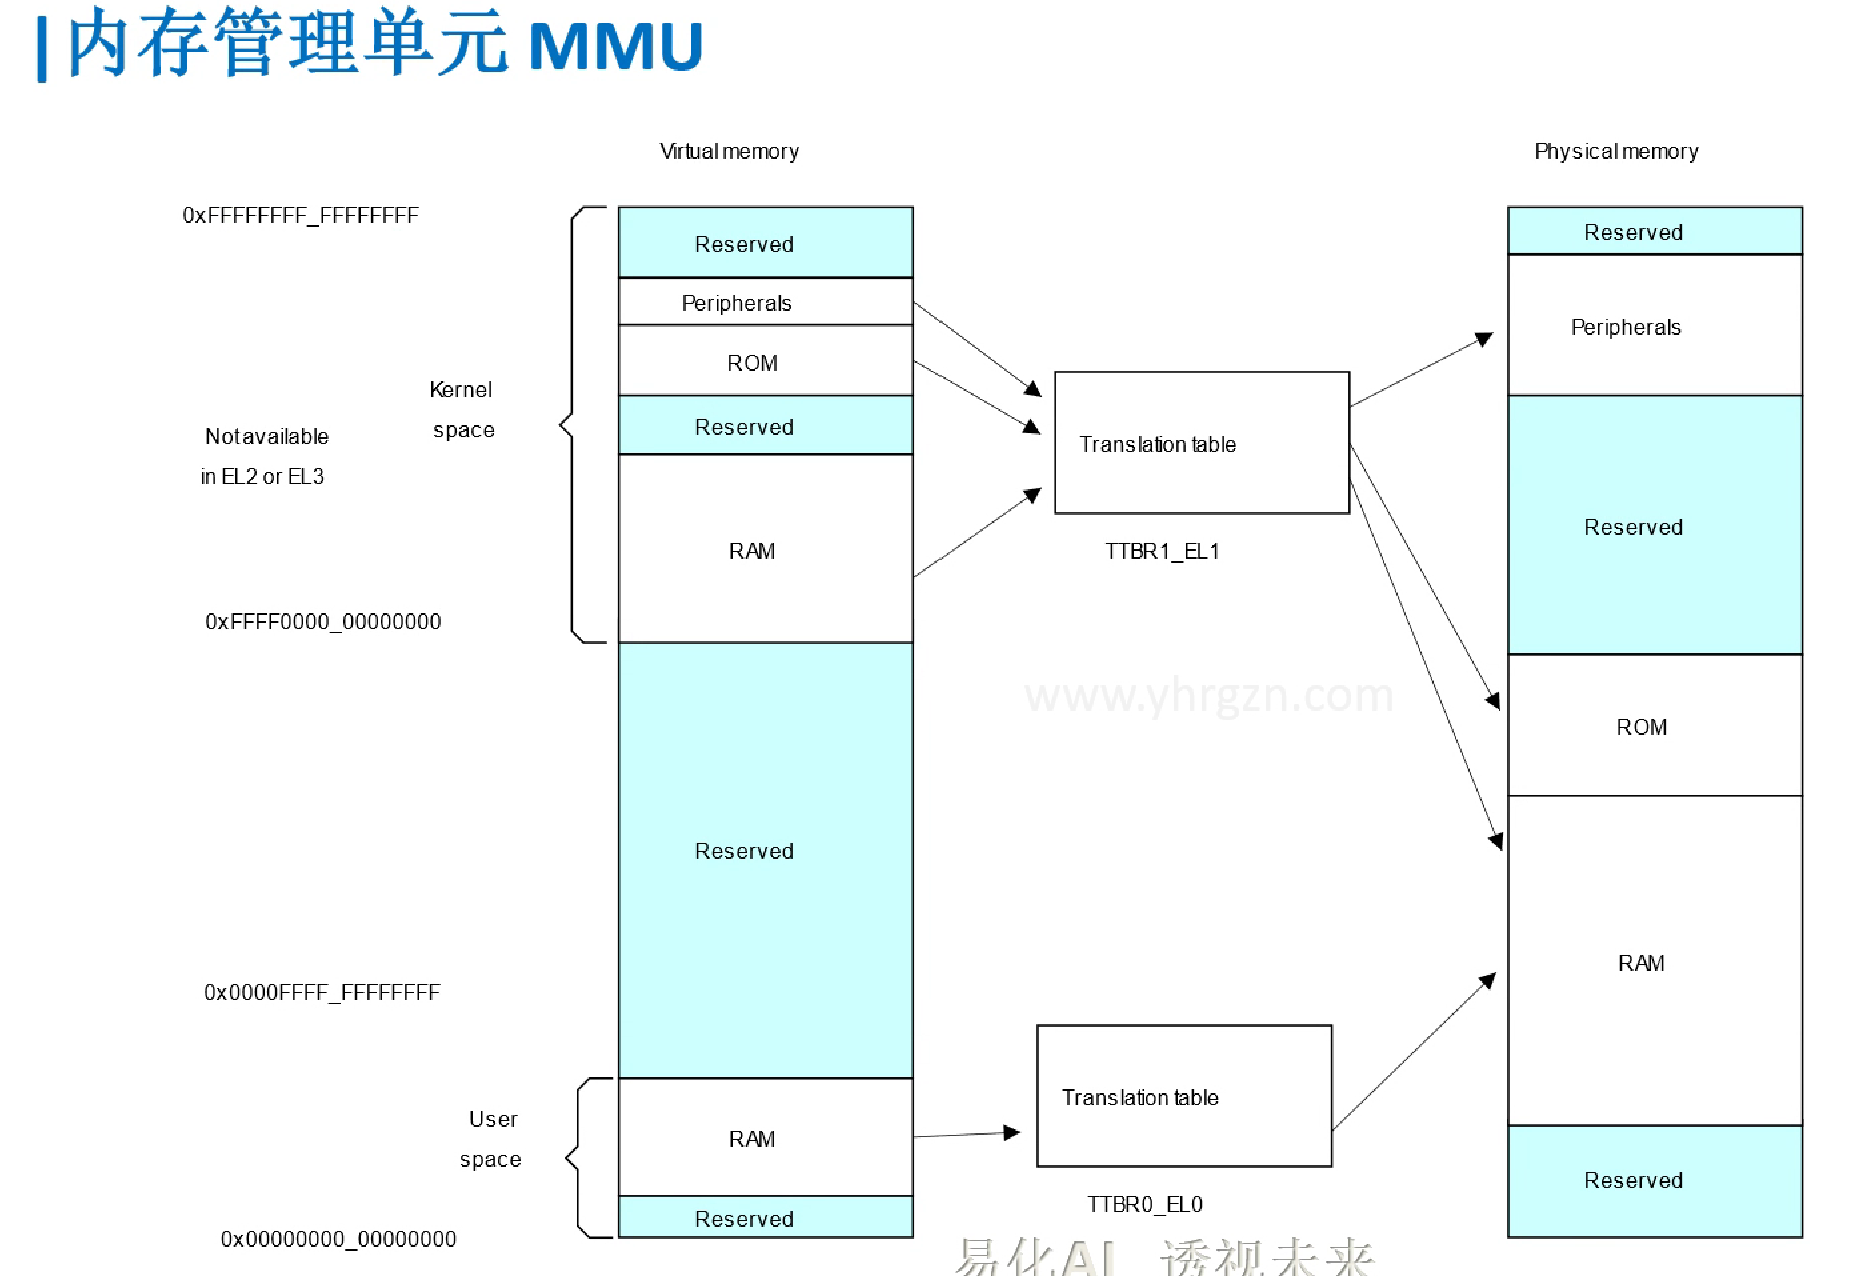 内存管理单元 MMU
Virtual memory
Physical memory
0xFFFFFFFF_FFFFFFFF
Reserved
Reserved
Peripherals
Peripherals
ROM
Kernel
space
Reserved
Not available
in EL2 or EL3
Translation table
Reserved
RAM
TTBR1_EL1
0xFFFF0000_00000000
www.yhrgzn.com
ROM
Reserved
RAM
0x0000FFFF_FFFFFFFF
Translation table
User
space
RAM
Reserved
TTBR0_EL0
Reserved
0x00000000_00000000
易化AI 透视未来